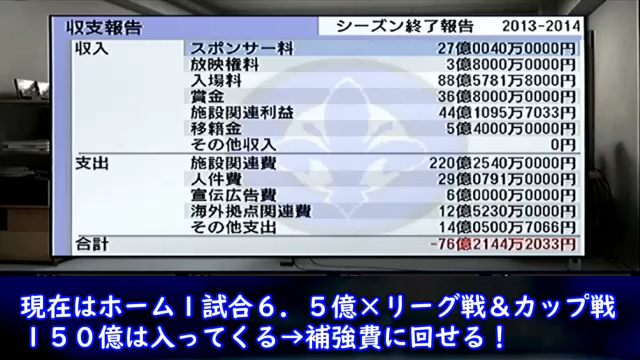 収支報告 シーズン終了報告 2013-2014
収入 スポンサー料 27億0040万0000円
放映権料 3億8000万0000円
入場料 88億5781万8000円
賞金 36億8000万0000円
施設関連利益 44億1095万7033円
移籍金 5億4000万0000円
その他収入 0円
支出 施設関連費 220億2540万0000円
人件費 29億0791万0000円
宣伝広告費 6億0000万0000円
海外拠点関連費 12億5230万0000円
その他支出 14億0500万7066円
合計 -76億2144万2033円
現在はホーム1試合6.5億×リーグ戦&カップ戦
150億は入ってくる→補強費に回せる!